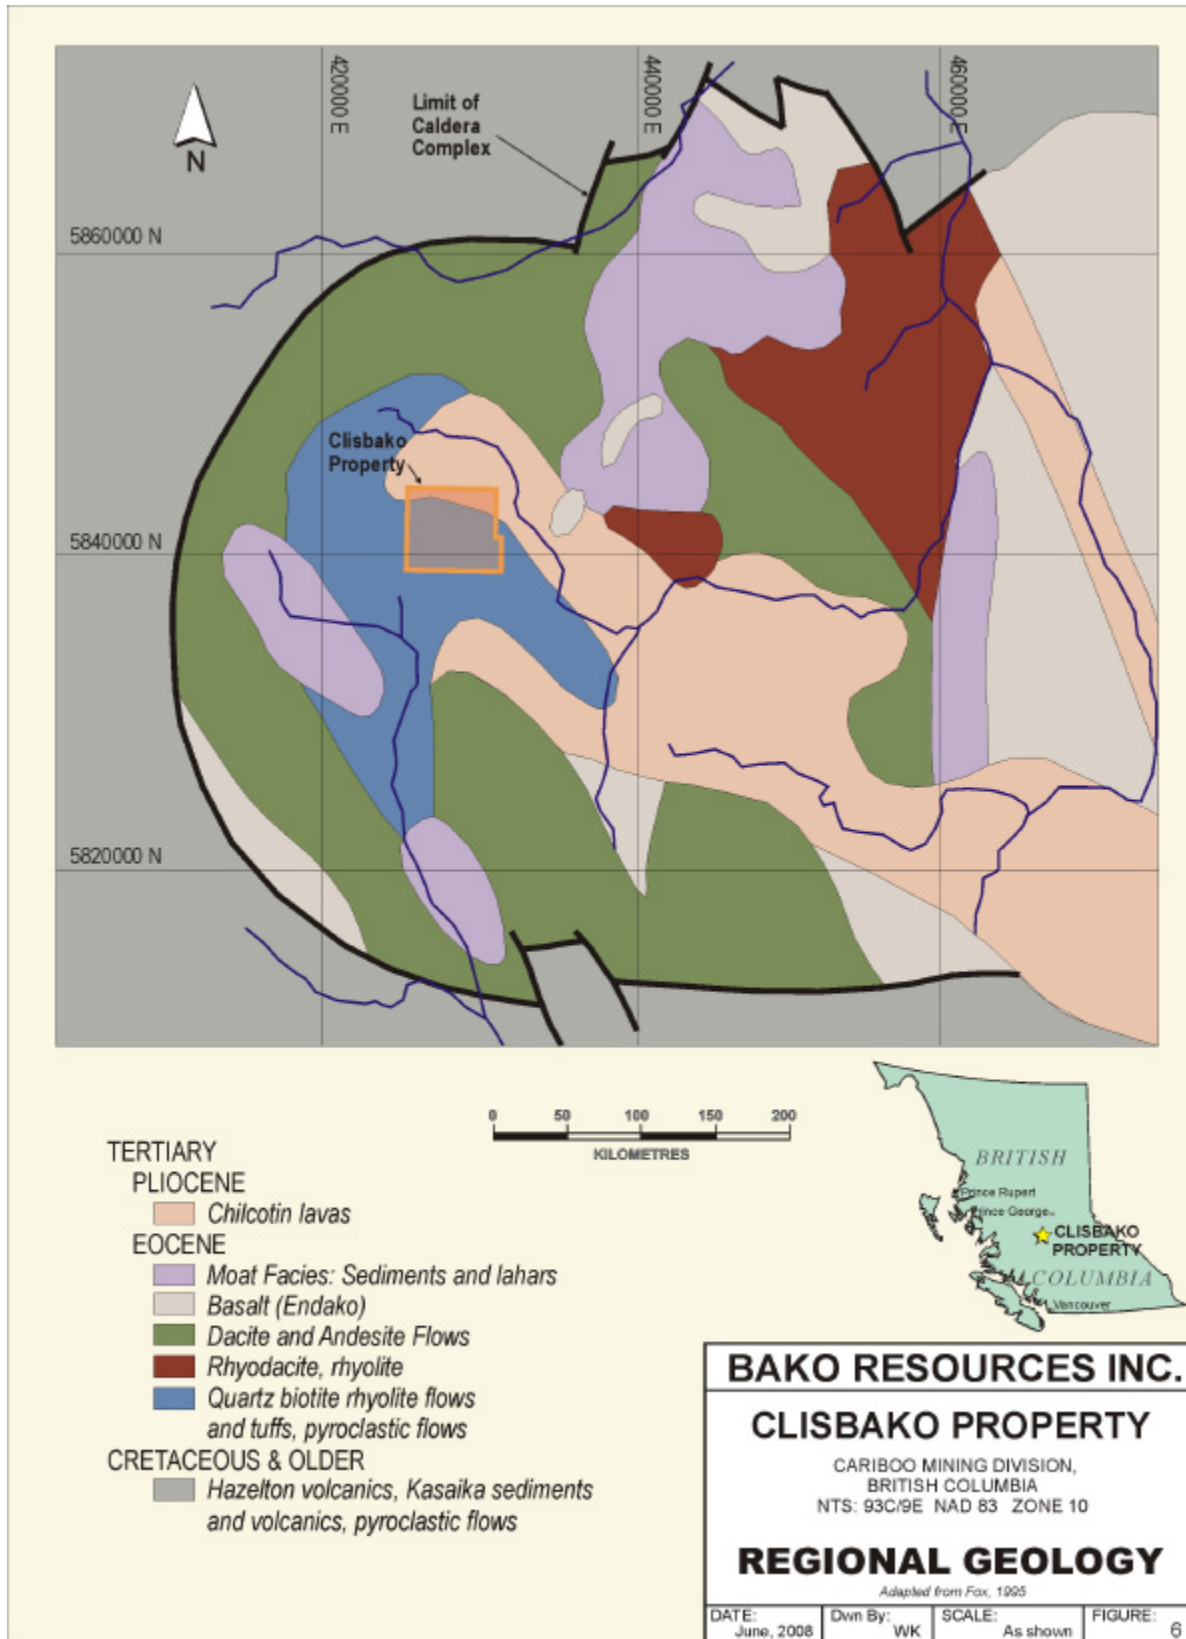 420000 E
440000 E
460000 E
Limit of
Caldera
Complex
N
5860000 N
Clisbako
Property
5840000 N
5820000 N
0 50 100 150 200
KILOMETRES
TERTIARY
PLIOCENE
Chilcotin lavas
EOCENE
Moat Facies: Sediments and lahars
Basalt (Endako)
Dacite and Andesite Flows
Rhyodacite, rhyolite
Quartz biotite rhyolite flows
and tuffs, pyroclastic flows
CRETACEOUS & OLDER
Hazelton volcanics, Kasaika sediments
and volcanics, pyroclastic flows
BRITISH
Prince Rupert
Prince George
CLISBAKO
PROPERTY
COLUMBIA
Vancouver
BAKO RESOURCES INC.
CLISBAKO PROPERTY
CARIBOO MINING DIVISION,
BRITISH COLUMBIA
NTS: 93C/9E NAD 83 ZONE 10
REGIONAL GEOLOGY
Adapted from Fox, 1995
DATE: Dwn By: SCALE: FIGURE:
June, 2008 WK As shown 6